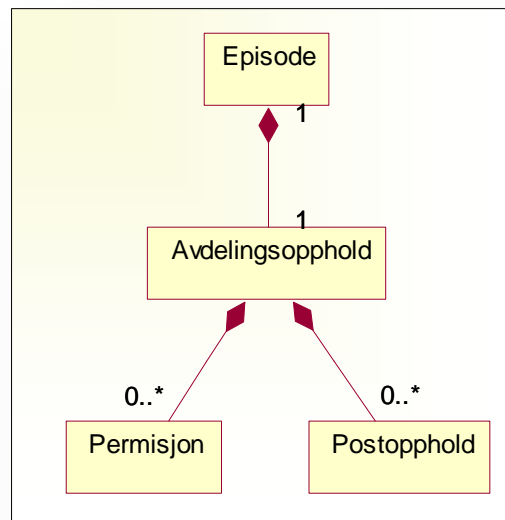 Episode
1
1
Avdelingsopphold
0..* 0..*
Permisjon Postopphold